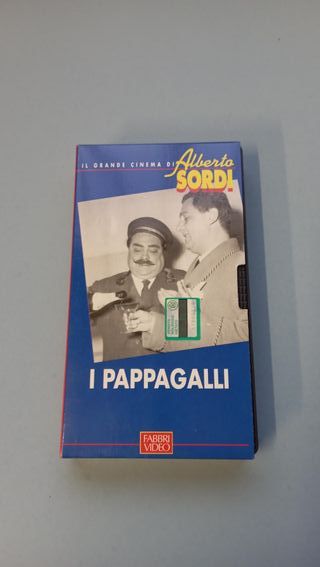 IL GRANDE CINEMA DI
Alberto
SORDI
I PAPPAGALLI
FABBRI
VIDEO